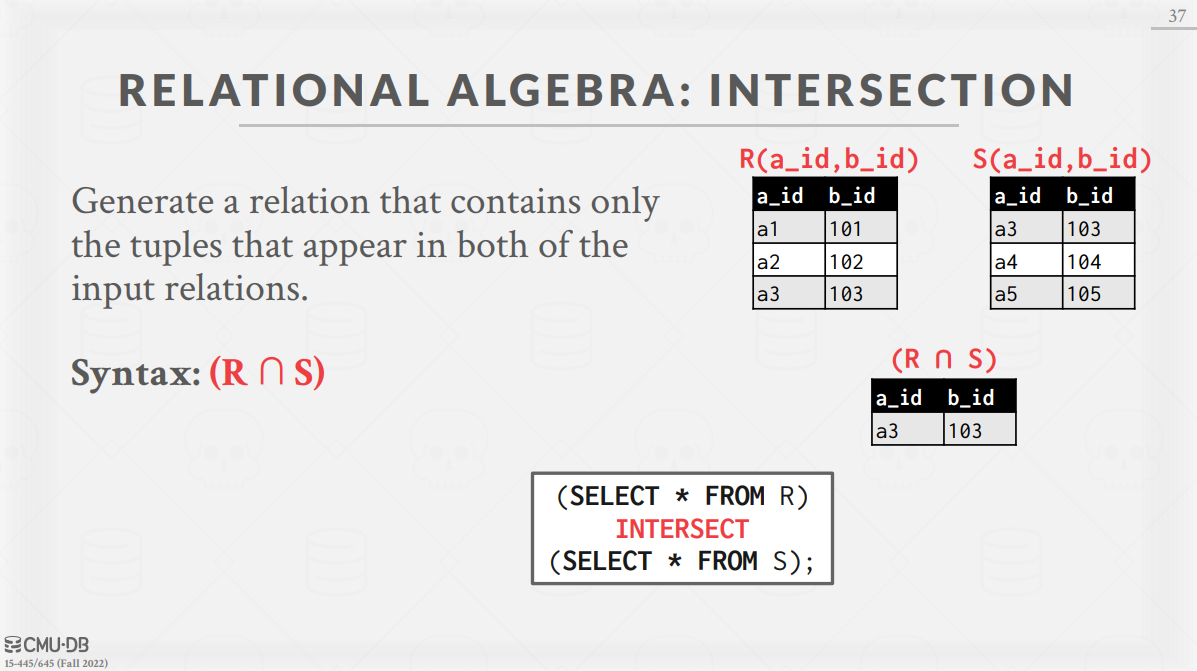 37
RELATIONAL ALGEBRA: INTERSECTION
Generate a relation that contains only
the tuples that appear in both of the
input relations.
Syntax: (R ∩ S)
R(a_id,b_id)
a_id b_id
a1 101
a2 102
a3 103
S(a_id,b_id)
a_id b_id
a3 103
a4 104
a5 105
(R ∩ S)
a_id b_id
a3 103
(SELECT * FROM R)
INTERSECT
(SELECT * FROM S);
CMU·DB
15-445/645 (Fall 2022)